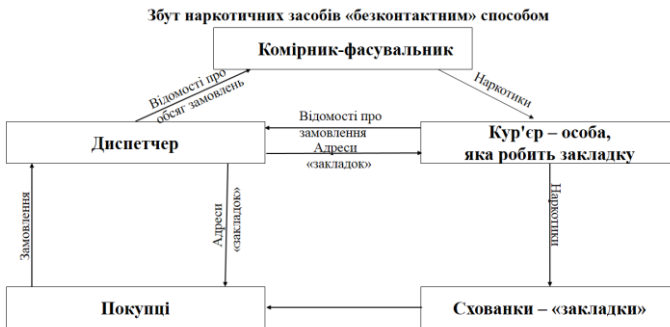 Збут наркотичних засобів «безконтактним» способом
Комірник-фасувальник
Відомості про
обсяг замовлень
Наркотики
Відомості про
замовлення
Диспетчер
Адреси
«закладок»
Кур'єр – особа,
яка робить закладку
Замовлення
Адреси
«закладок»
Наркотики
Покупці
Схованки – «закладки»